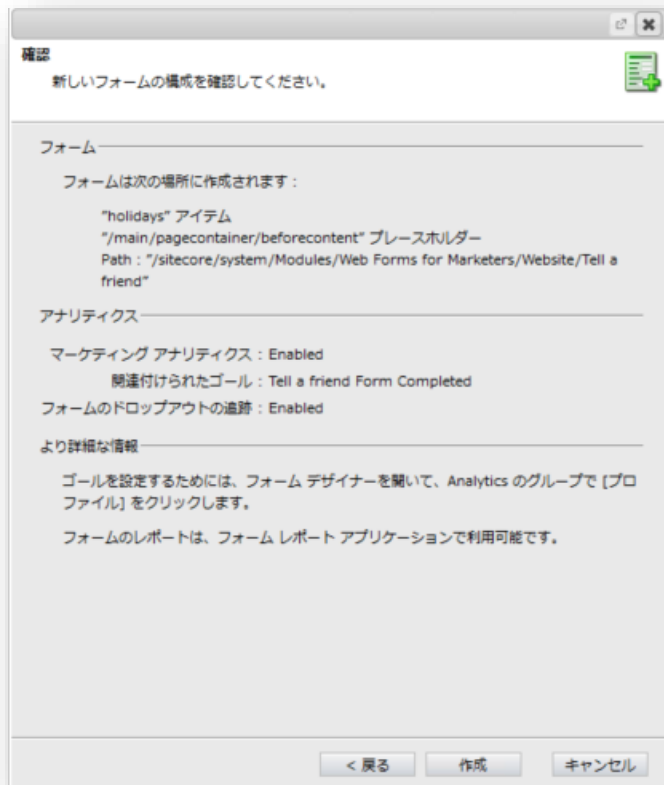 確認
新しいフォームの構成を確認してください。
フォーム
フォームは次の場所に作成されます：
"holidays" アイテム
"/main/pagecontainer/beforecontent" プレースホルダー
Path："/sitecore/system/Modules/Web Forms for Marketers/Website/Tell a
friend"
アナリティクス
マーケティング アナリティクス：Enabled
関連付けられたゴール：Tell a friend Form Completed
フォームのドロップアウトの追跡：Enabled
より詳細な情報
ゴールを設定するためには、フォーム デザイナーを開いて、Analytics のグループで [プロ
ファイル] をクリックします。
フォームのレポートは、フォーム レポート アプリケーションで利用可能です。
< 戻る 作成 キャンセル